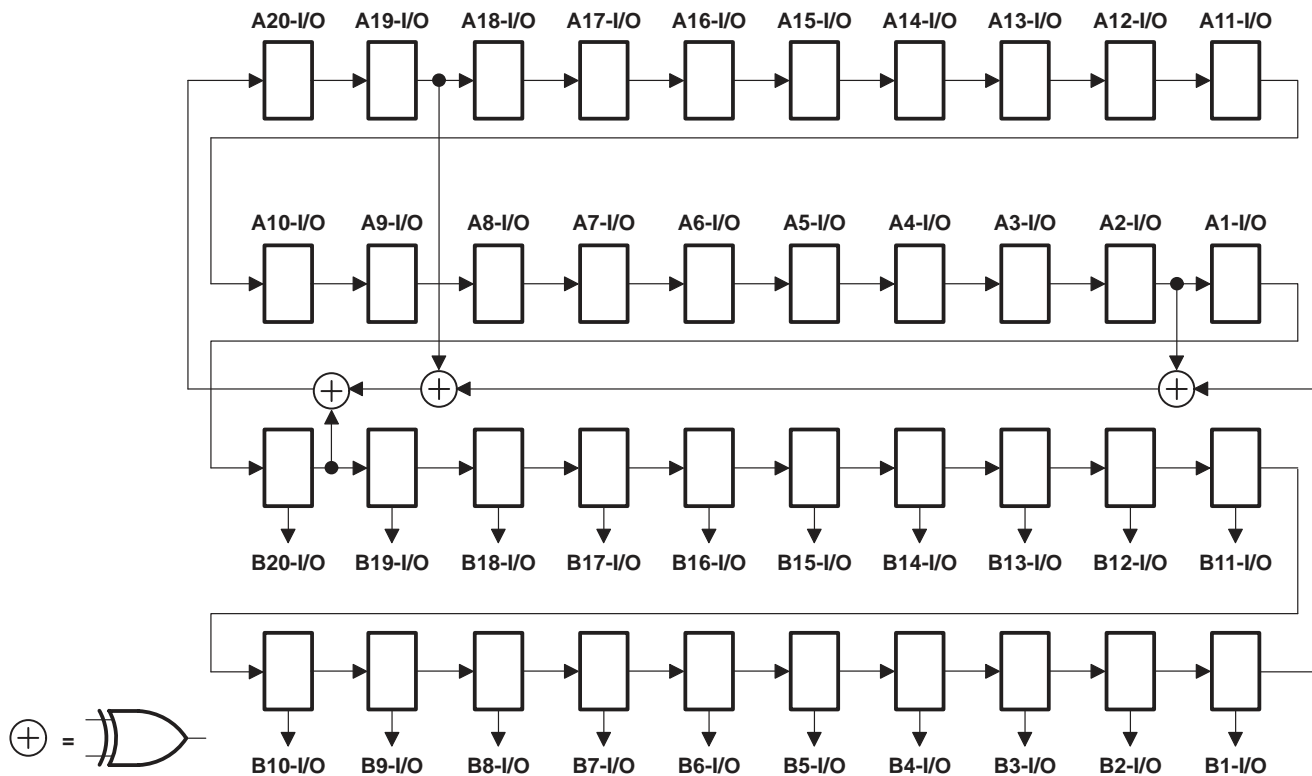 A20-I/O A19-I/O A18-I/O A17-I/O A16-I/O A15-I/O A14-I/O A13-I/O A12-I/O A11-I/O
A10-I/O A9-I/O A8-I/O A7-I/O A6-I/O A5-I/O A4-I/O A3-I/O A2-I/O A1-I/O
B20-I/O B19-I/O B18-I/O B17-I/O B16-I/O B15-I/O B14-I/O B13-I/O B12-I/O B11-I/O
=
B10-I/O B9-I/O B8-I/O B7-I/O B6-I/O B5-I/O B4-I/O B3-I/O B2-I/O B1-I/O